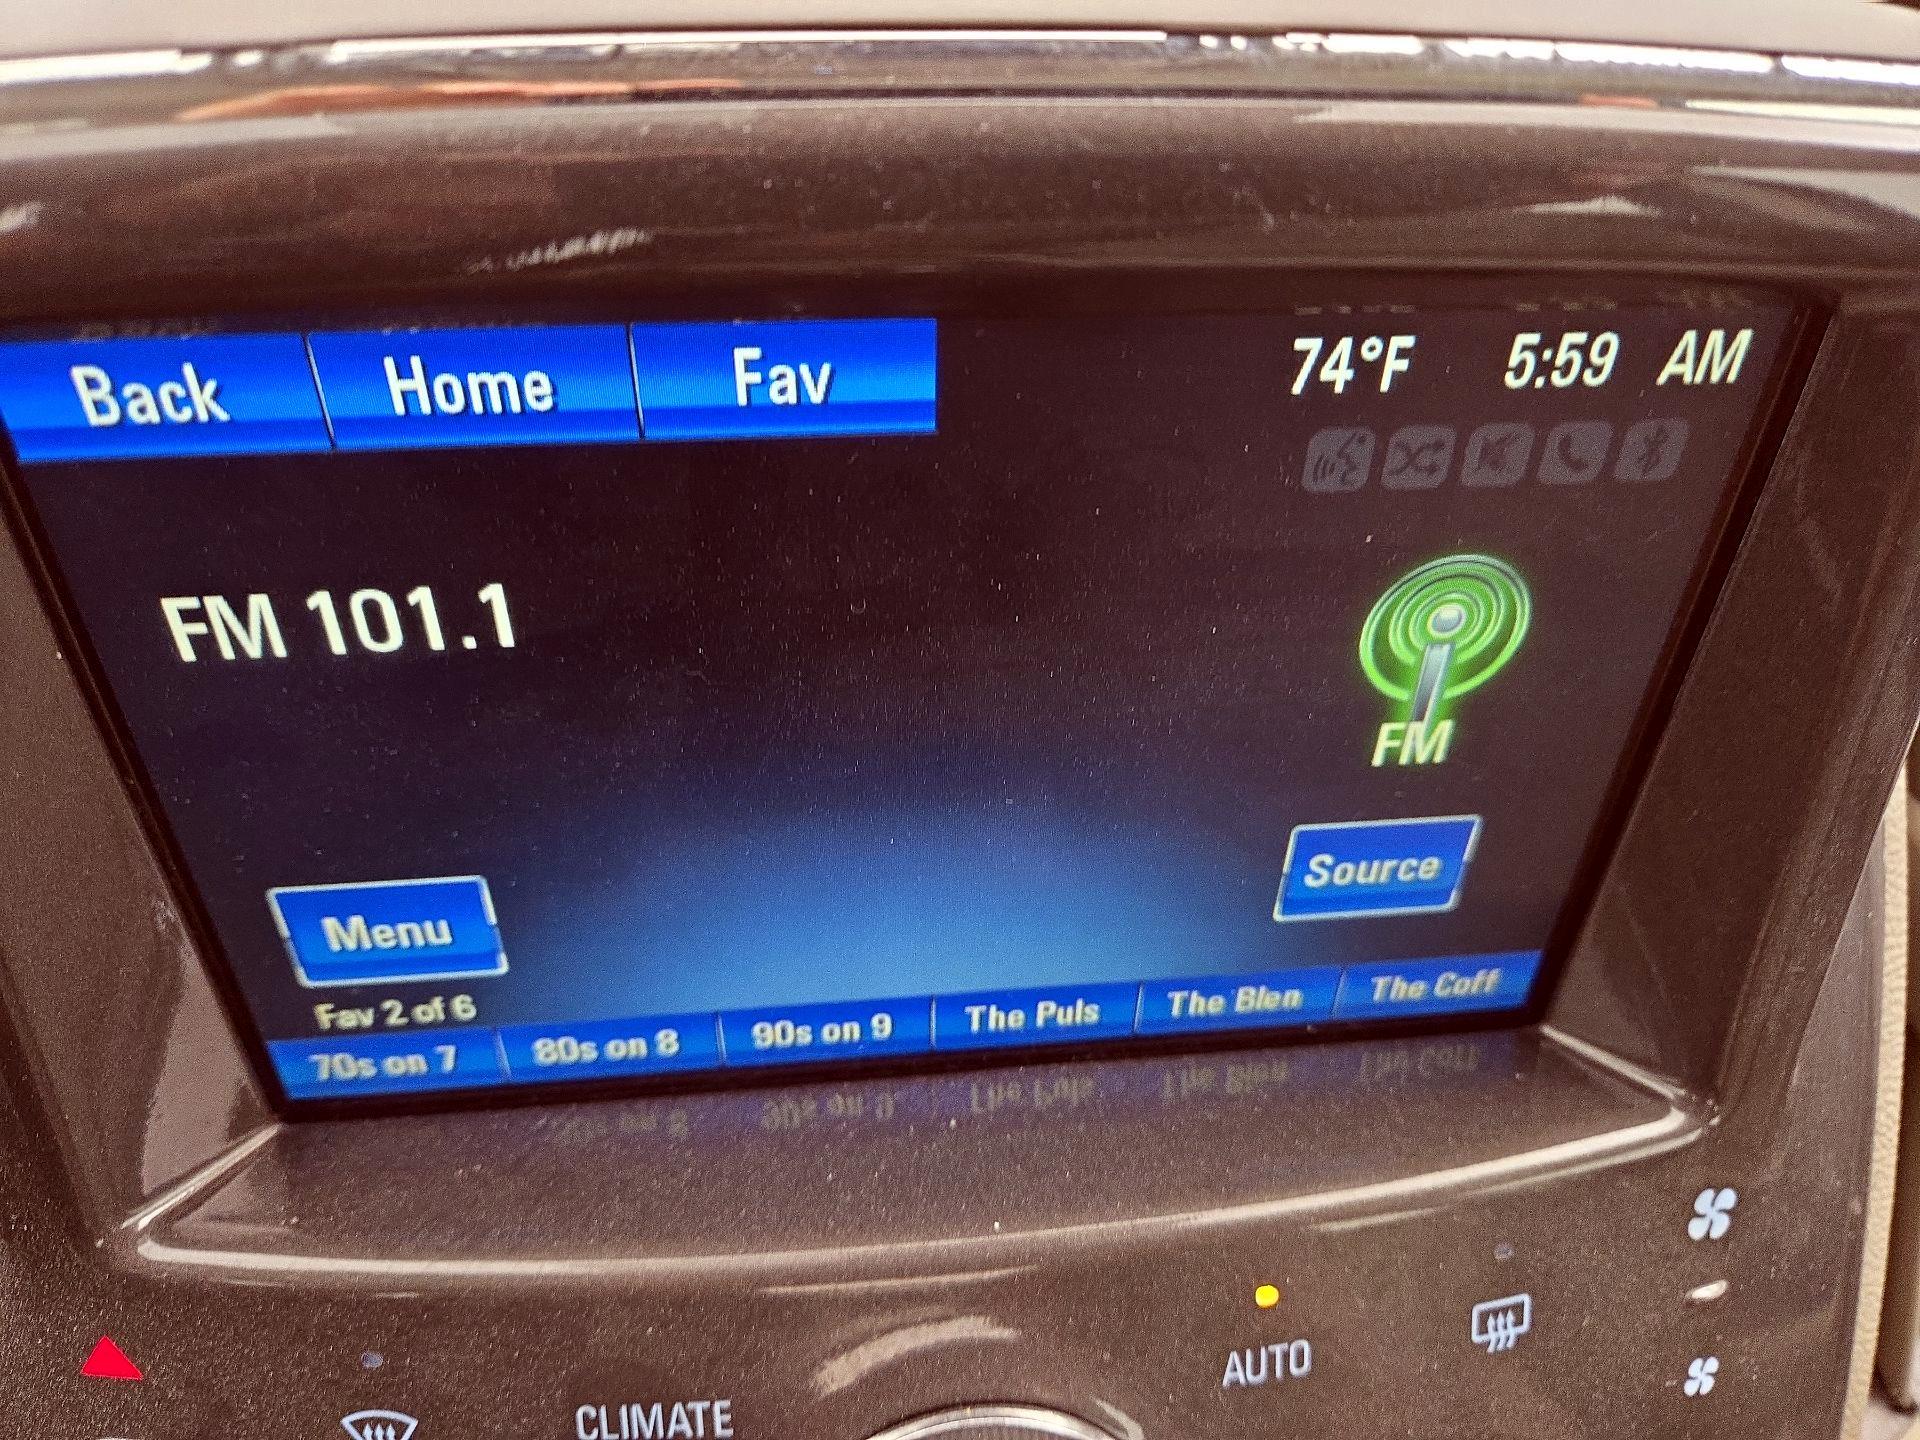 Back Home Fav 74°F 5:59 AM
FM 101.1
FM
Source
Menu
Fav 2 of 6
70s on 7 80s on 8 90s on 9 The Puls The Blen The Coff
AUTO
CLIMATE